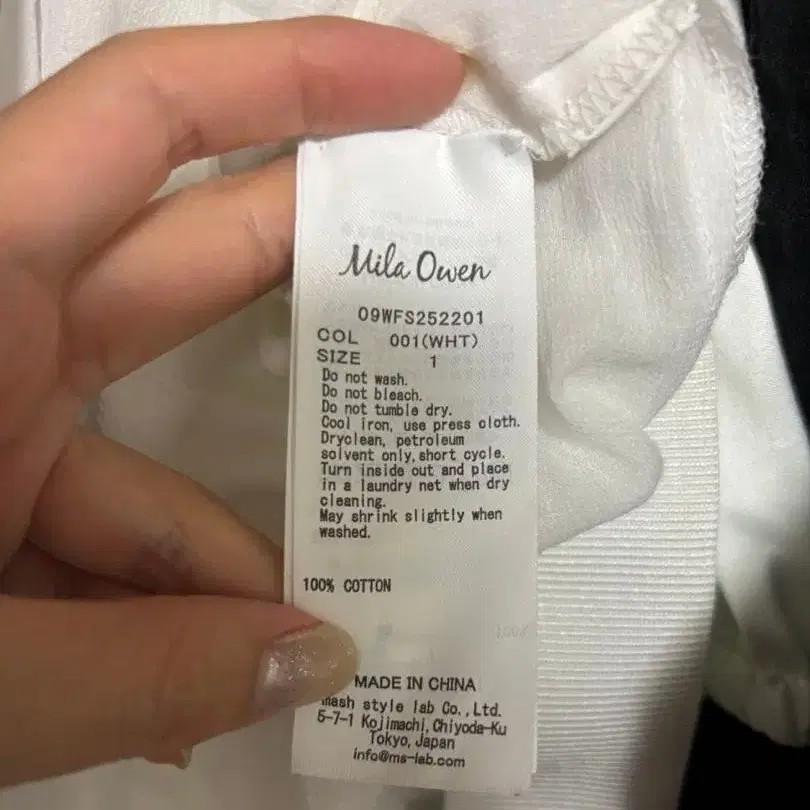 Mila Owen
09WFS252201
COL 001(WHT)
SIZE 1
Do not wash.
Do not bleach.
Do not tumble dry.
Cool iron, use press cloth.
Dryclean, petroleum
solvent only,short cycle.
Turn inside out and place
in a laundry net when dry
cleaning.
May shrink slightly when
washed.
100% COTTON
MADE IN CHINA
mash style lab Co.,Ltd.
5-7-1 Kojimachi,Chiyoda-Ku
Tokyo,Japan
info@ms-lab.com